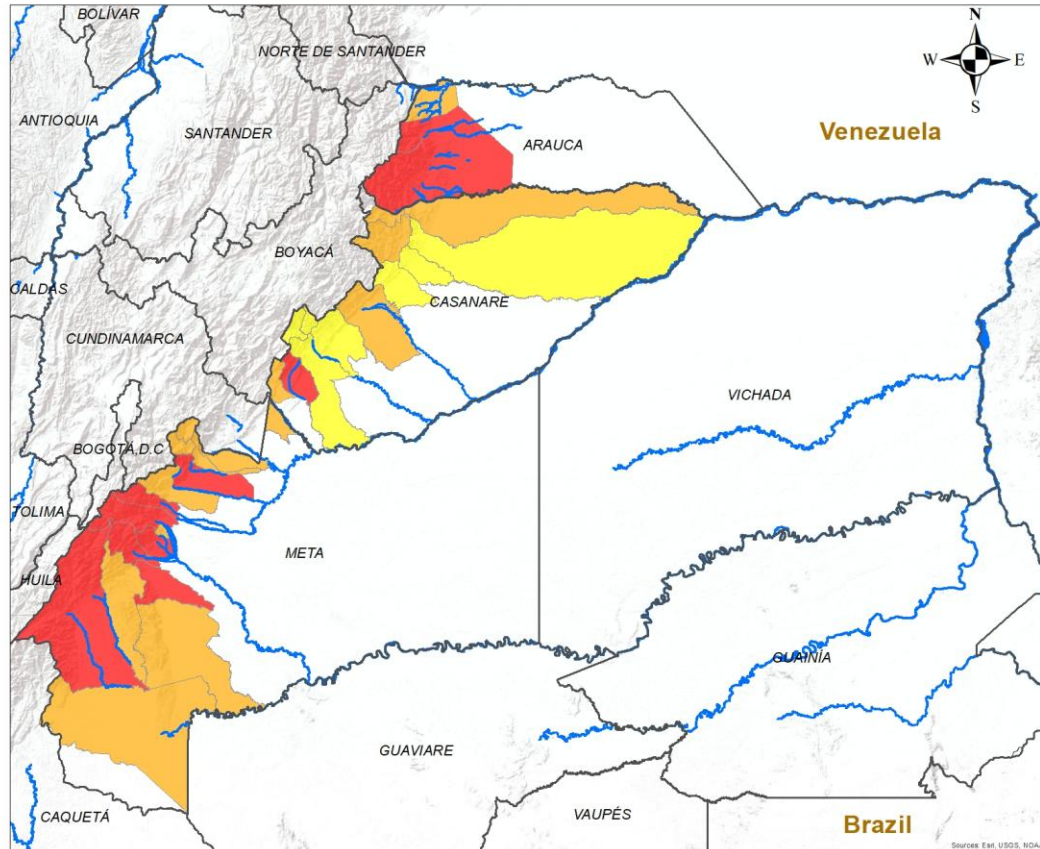 BOLÍVAR
NORTE DE SANTANDER
N
W
E
S
ANTIOQUIA
SANTANDER
ARAUCA
Venezuela
BOYACÁ
CALDAS
CASANARE
CUNDINAMARCA
VICHADA
BOGOTÁ,D.C
TOLIMA
META
HUILA
GUAINÍA
GUAVIARE
CAQUETÁ
VAUPÉS
Brazil
Sources: Esri, USGS, NOAA